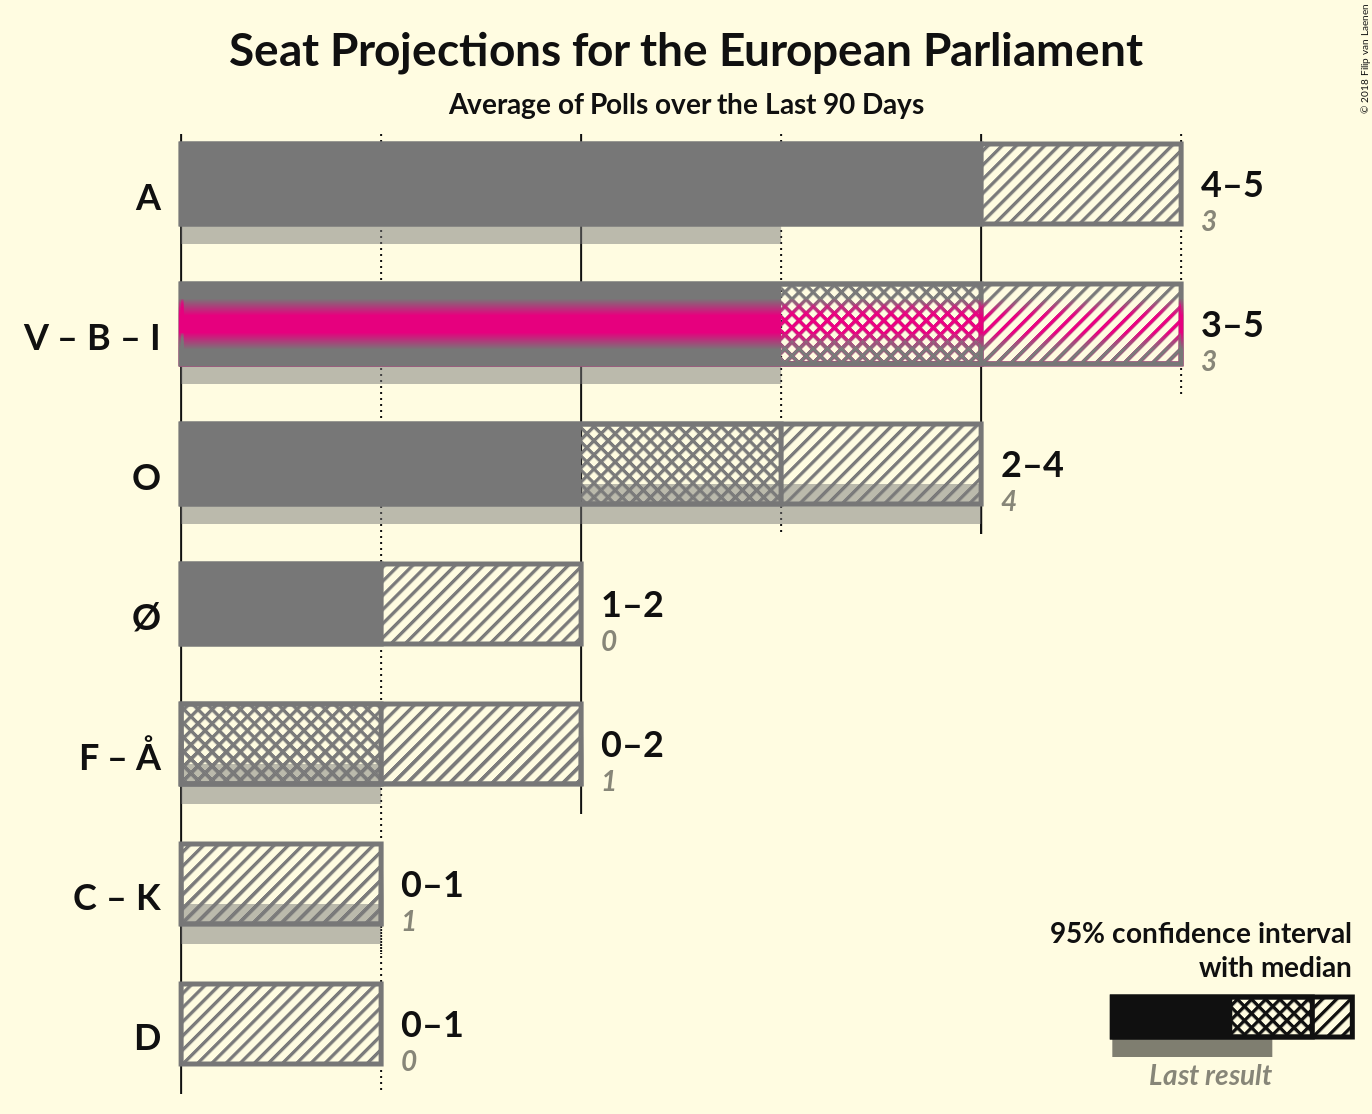 Seat Projections for the European Parliament
Average of Polls over the Last 90 Days
© 2018 Filip van Laenen
A
4–5
3
V – B – I
3–5
3
O
2–4
4
Ø
1–2
0
F – Å
0–2
1
C – K
0–1
1
D
0–1
0
95% confidence interval
with median
Last result